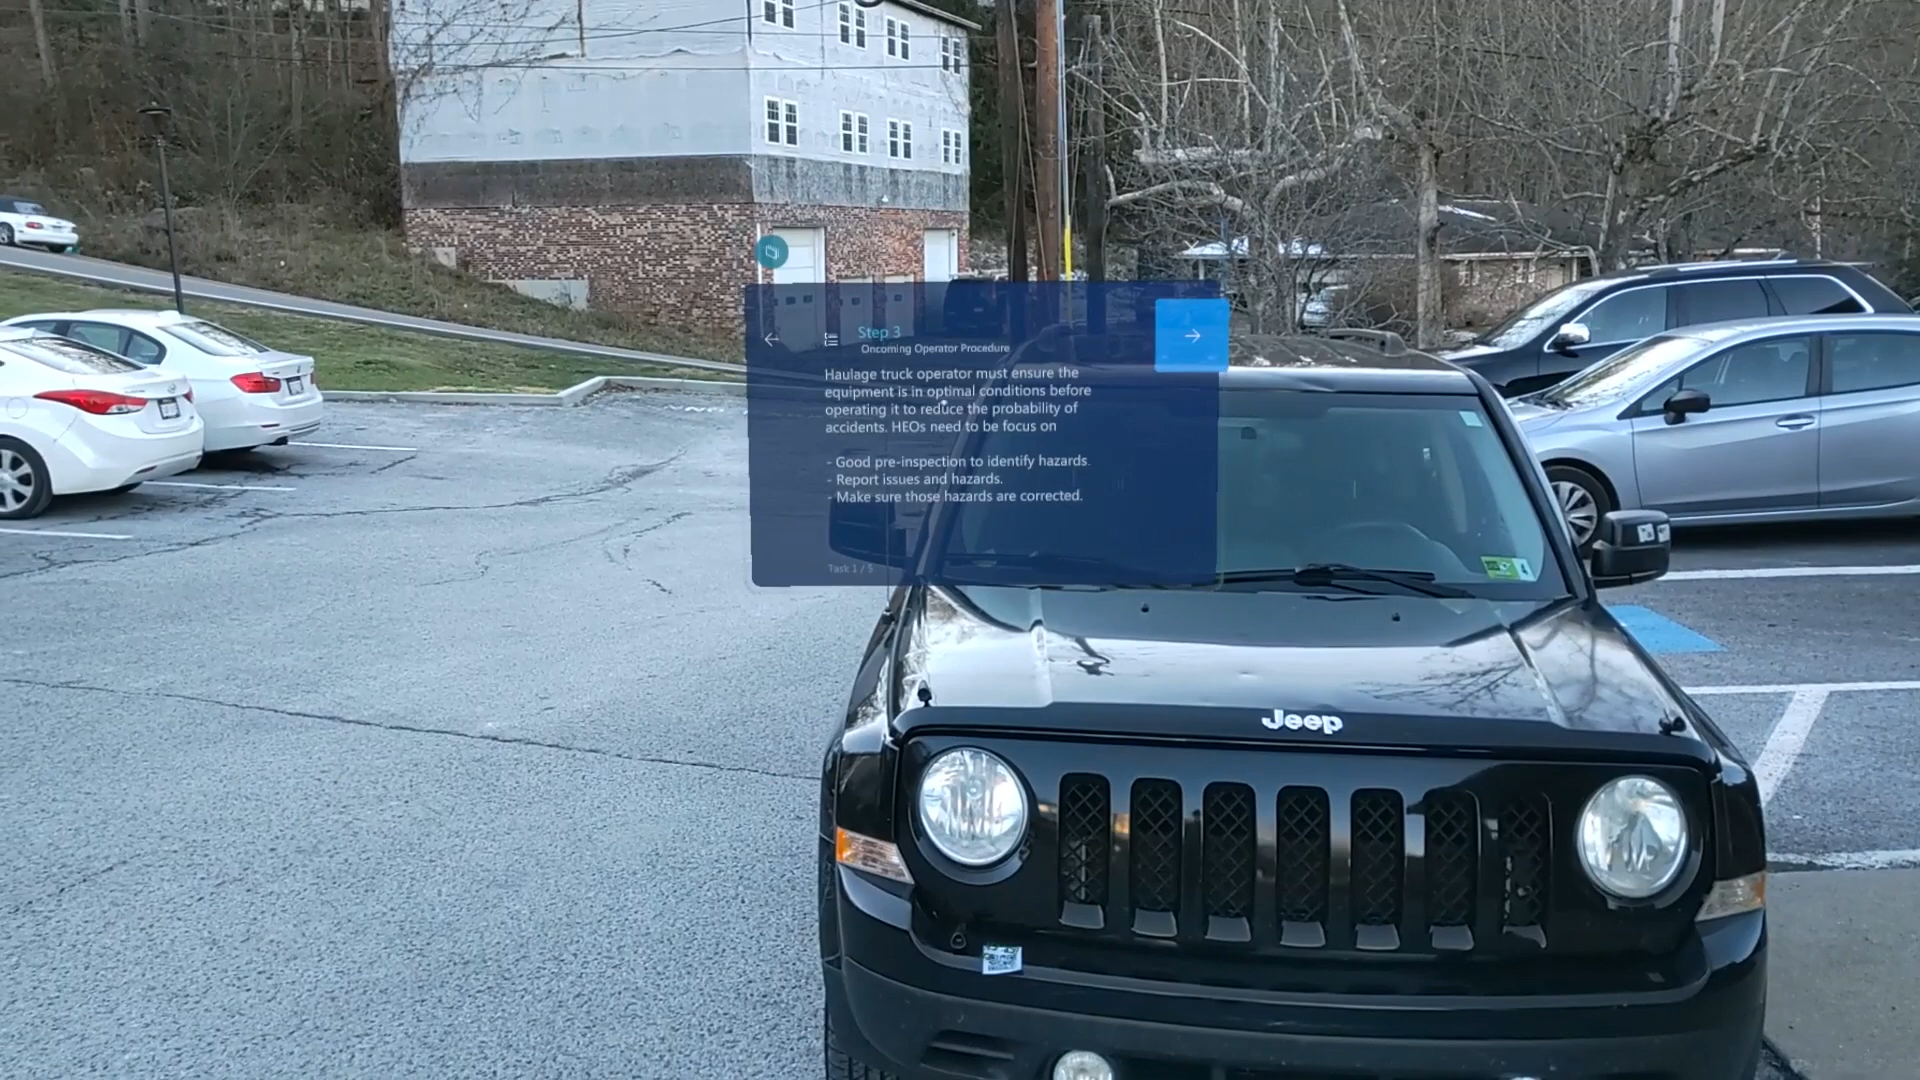 Step 3
Oncoming Operator Procedure
Haulage truck operator must ensure the
equipment is in optimal conditions before
operating it to reduce the probability of
accidents. HEOs need to be focus on
- Good pre-inspection to identify hazards.
- Report issues and hazards.
- Make sure those hazards are corrected.
Task 1 / 5
Jeep